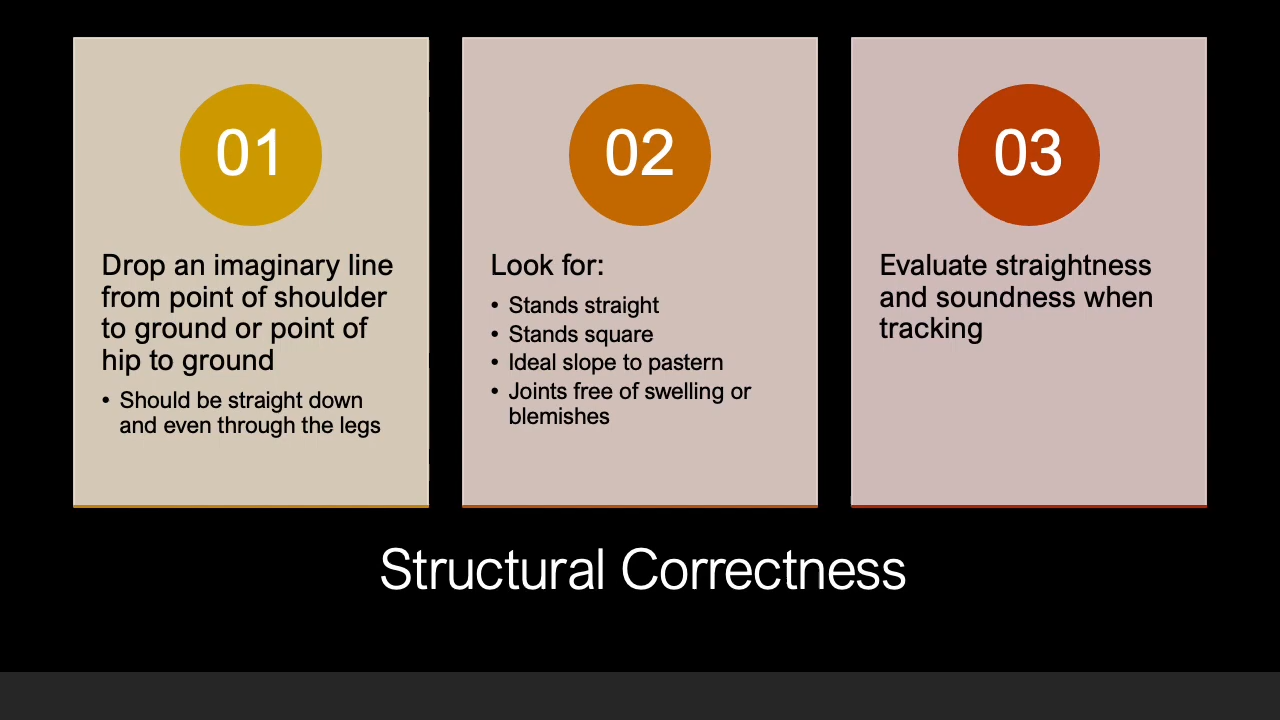 01
Drop an imaginary line
from point of shoulder
to ground or point of
hip to ground
• Should be straight down
and even through the legs
02
Look for:
• Stands straight
• Stands square
• Ideal slope to pastern
• Joints free of swelling or
blemishes
03
Evaluate straightness
and soundness when
tracking
Structural Correctness